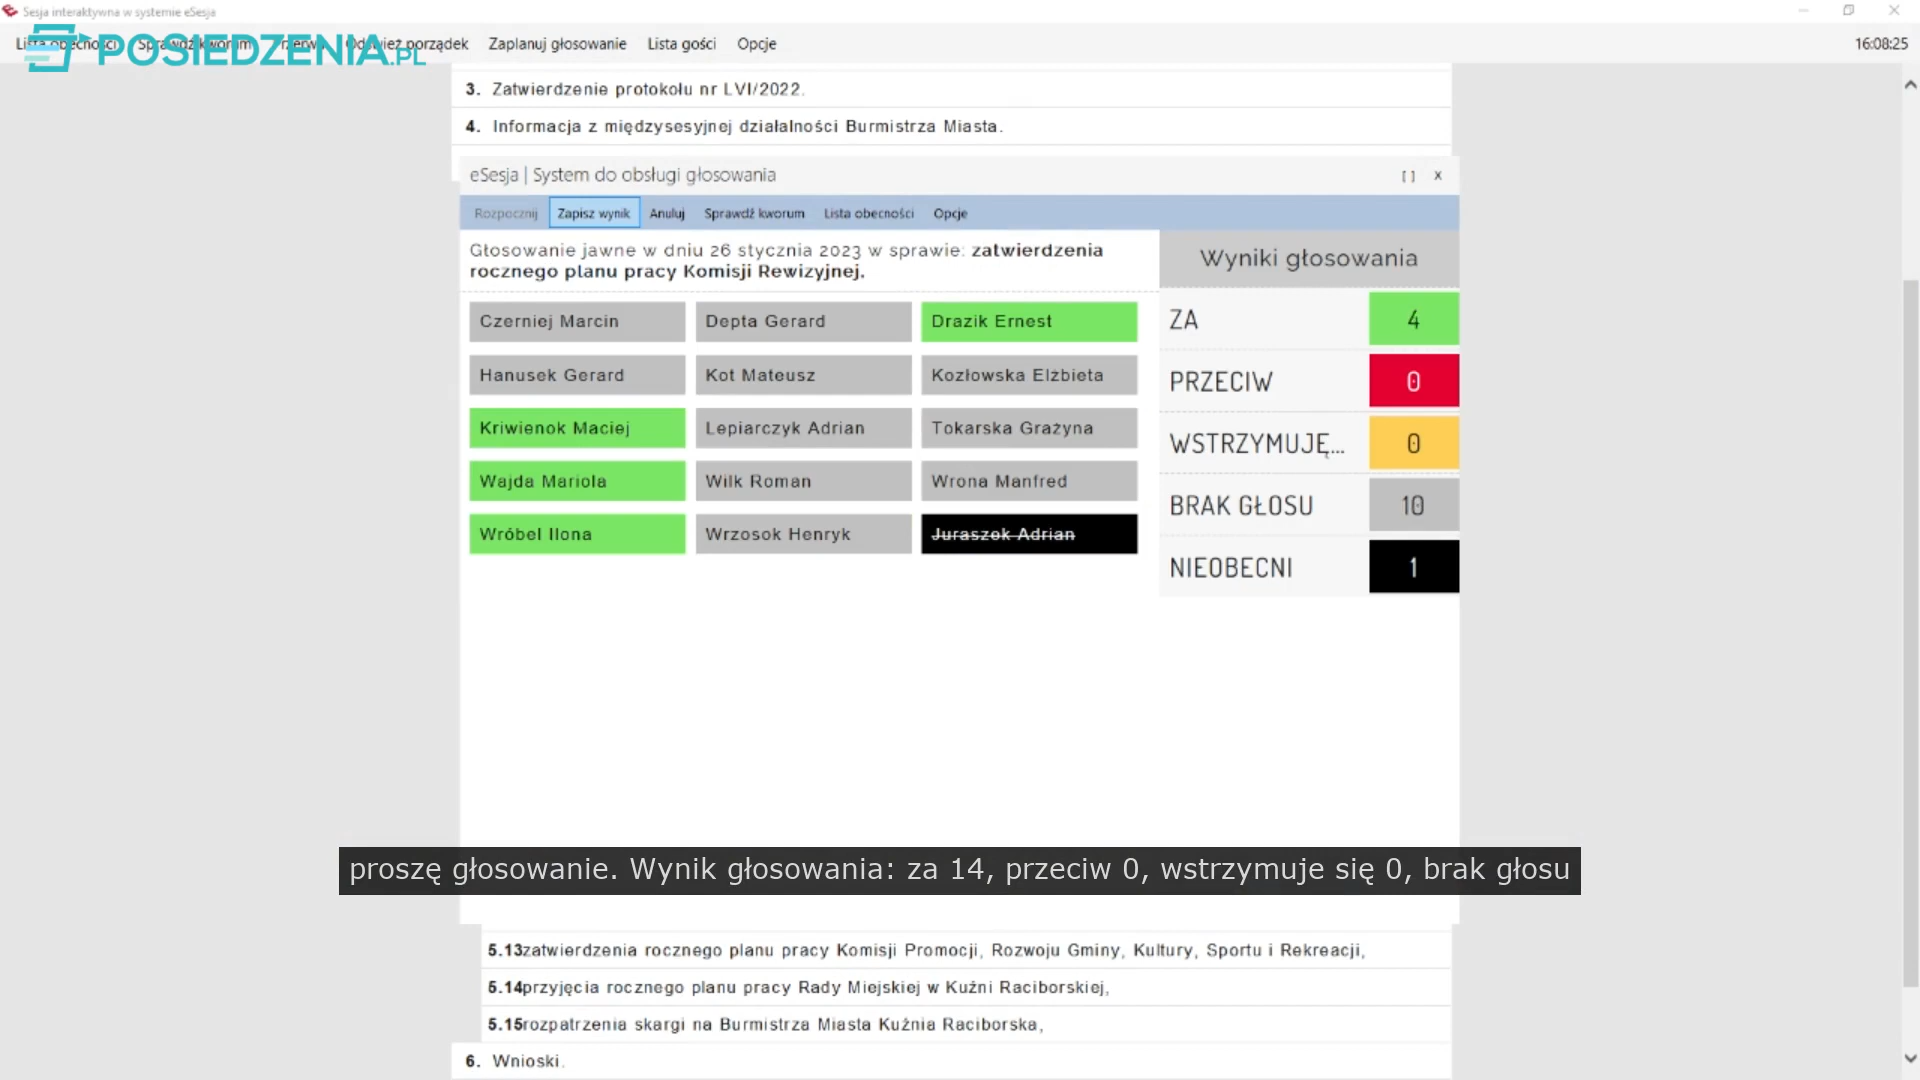 Sesja interaktywna w systemie eSesja
Lista obecności Sprawdź kworum Przerwa Odśwież porządek Zaplanuj głosowanie Lista gości Opcje 16:08:25
POSIEDZENIA.PL
3. Zatwierdzenie protokołu nr LVI/2022.
4. Informacja z międzysesyjnej działalności Burmistrza Miasta.
eSesja | System do obsługi głosowania [ ] x
Rozpocznij Zapisz wynik Anuluj Sprawdź kworum Lista obecności Opcje
Głosowanie jawne w dniu 26 stycznia 2023 w sprawie: zatwierdzenia
rocznego planu pracy Komisji Rewizyjnej.
Wyniki głosowania
Czerniej Marcin Depta Gerard Drazik Ernest
Hanusek Gerard Kot Mateusz Kozłowska Elżbieta
Kriwienok Maciej Lepiarczyk Adrian Tokarska Grażyna
Wajda Mariola Wilk Roman Wrona Manfred
Wróbel Ilona Wrzosok Henryk Juraszek Adrian
ZA 4
PRZECIW 0
WSTRZYMUJĘ... 0
BRAK GŁOSU 10
NIEOBECNI 1
proszę głosowanie. Wynik głosowania: za 14, przeciw 0, wstrzymuje się 0, brak głosu
5.13zatwierdzenia rocznego planu pracy Komisji Promocji, Rozwoju Gminy, Kultury, Sportu i Rekreacji,
5.14przyjęcia rocznego planu pracy Rady Miejskiej w Kuźni Raciborskiej,
5.15rozpatrzenia skargi na Burmistrza Miasta Kuźnia Raciborska,
6. Wnioski.